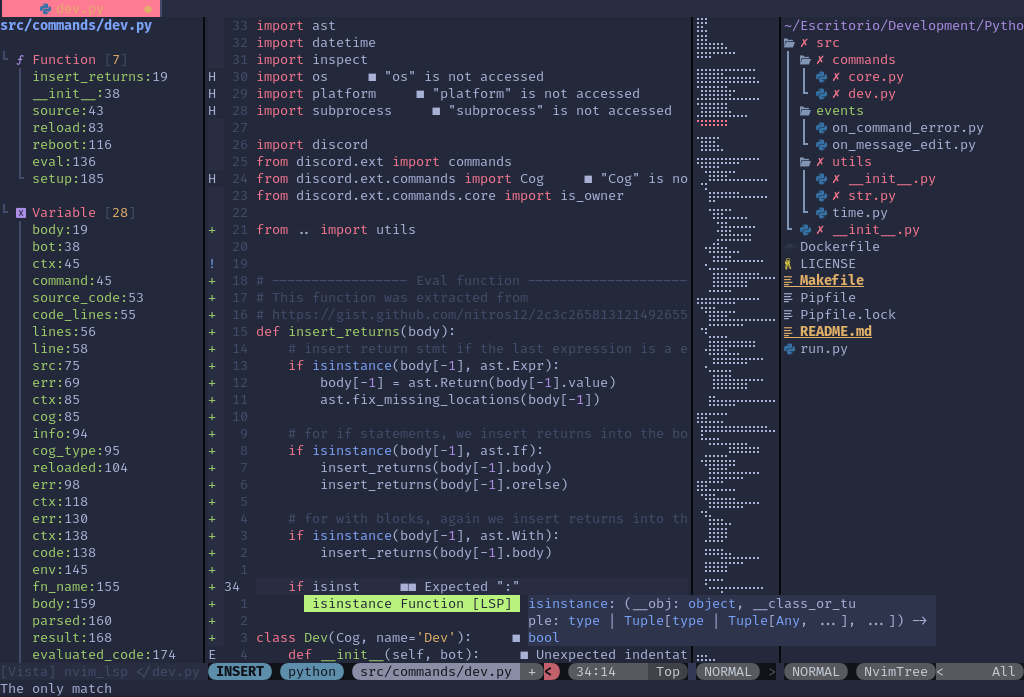 dev.py
src/commands/dev.py
Function [7]
insert_returns:19
__init__:38
source:43
reload:83
reboot:116
eval:136
setup:185
Variable [28]
body:19
bot:38
ctx:45
command:45
source_code:53
code_lines:55
lines:56
line:58
src:75
err:69
ctx:85
cog:85
info:94
cog_type:95
reloaded:104
err:98
ctx:118
err:130
ctx:138
code:138
env:145
fn_name:155
body:159
parsed:160
result:168
evaluated_code:174
33 import ast
32 import datetime
31 import inspect
H 30 import os ■ "os" is not accessed
H 29 import platform ■ "platform" is not accessed
H 28 import subprocess ■ "subprocess" is not accessed
27
26 import discord
25 from discord.ext import commands
H 24 from discord.ext.commands import Cog ■ "Cog" is no
23 from discord.ext.commands.core import is_owner
22
+ 21 from .. import utils
20
! 19
+ 18 # ───────────────── Eval function ────────────────────
+ 17 # This function was extracted from
+ 16 # https://gist.github.com/nitros12/2c3c265813121492655
+ 15 def insert_returns(body):
+ 14 # insert return stmt if the last expression is a e
+ 13 if isinstance(body[-1], ast.Expr):
+ 12 body[-1] = ast.Return(body[-1].value)
+ 11 ast.fix_missing_locations(body[-1])
+ 10
+ 9 # for if statements, we insert returns into the bo
+ 8 if isinstance(body[-1], ast.If):
+ 7 insert_returns(body[-1].body)
+ 6 insert_returns(body[-1].orelse)
+ 5
+ 4 # for with blocks, again we insert returns into th
+ 3 if isinstance(body[-1], ast.With):
+ 2 insert_returns(body[-1].body)
+ 1
+ 34 if isinst ■■ Expected ":"
+ 1 isinstance Function [LSP]
+ 2
+ 3 class Dev(Cog, name='Dev'): ■
E 4 def __init__(self, bot): ■ Unexpected indentat
isinstance: (__obj: object, __class_or_tu
ple: type | Tuple[type | Tuple[Any, ...], ...]) ->
bool
~/Escritorio/Development/Pytho
✗ src
✗ commands
✗ core.py
✗ dev.py
events
on_command_error.py
on_message_edit.py
✗ utils
✗ __init__.py
✗ str.py
time.py
✗ __init__.py
Dockerfile
LICENSE
Makefile
Pipfile
Pipfile.lock
README.md
run.py
[Vista] nvim_lsp </dev.py INSERT python src/commands/dev.py + < 34:14 Top NORMAL > NORMAL NvimTree < All
The only match